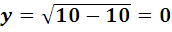 y = √10 − 10 = 0